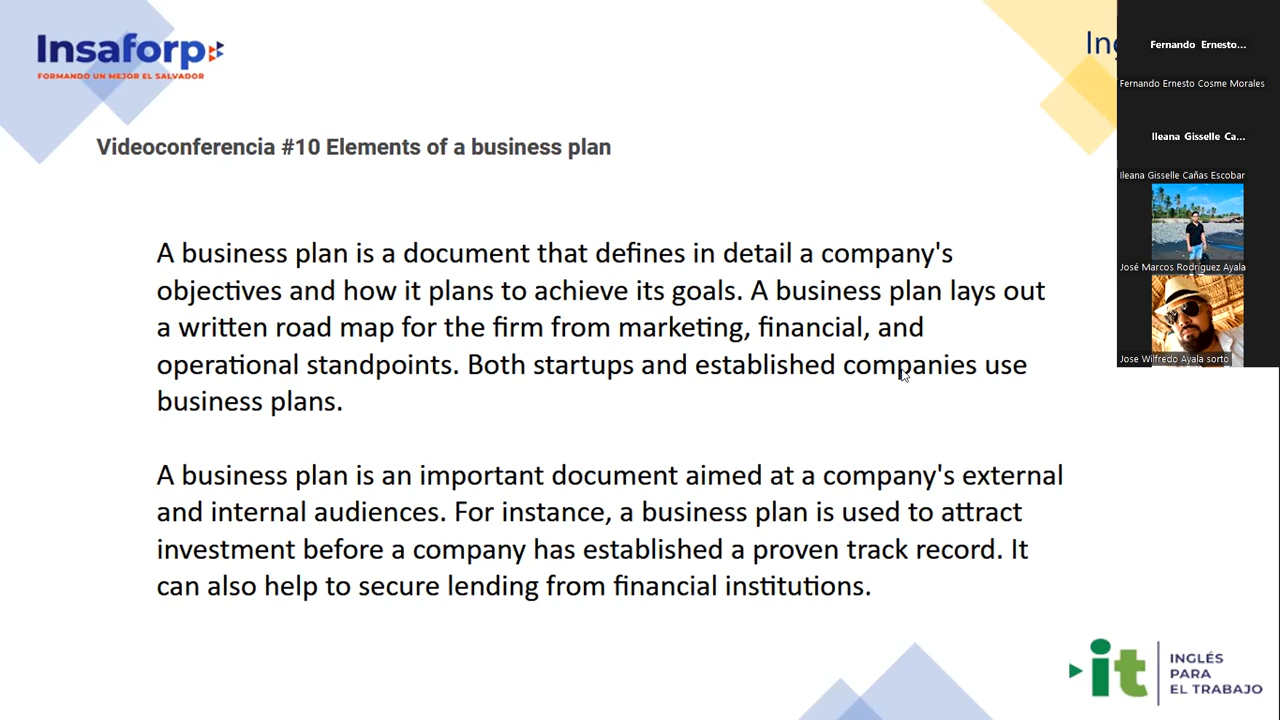 Insaforp
FORMANDO UN MEJOR EL SALVADOR
Videoconferencia #10 Elements of a business plan
A business plan is a document that defines in detail a company's
objectives and how it plans to achieve its goals. A business plan lays out
a written road map for the firm from marketing, financial, and
operational standpoints. Both startups and established companies use
business plans.
A business plan is an important document aimed at a company's external
and internal audiences. For instance, a business plan is used to attract
investment before a company has established a proven track record. It
can also help to secure lending from financial institutions.
Fernando Ernesto...
Fernando Ernesto Cosme Morales
Ileana Gisselle Ca...
Ileana Gisselle Cañas Escobar
José Marcos Rodriguez Ayala
Jose Wilfredo Ayala sorto
it
INGLÉS
PARA
EL TRABAJO